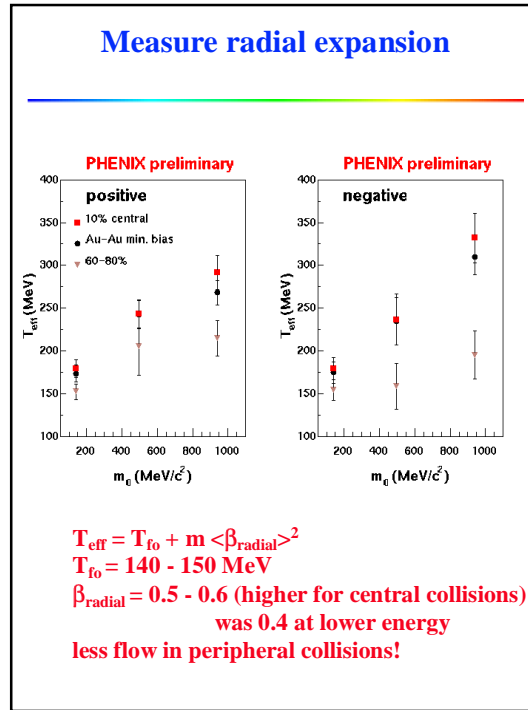 Measure radial expansion
PHENIX preliminary
400
350
300
250
200
150
100
T_eff (MeV)
positive
10% central
Au-Au min. bias
60-80%
200 400 600 800 1000
m_0 (MeV/c²)
PHENIX preliminary
400
350
300
250
200
150
100
T_eff (MeV)
negative
200 400 600 800 1000
m_0 (MeV/c²)
T_eff = T_fo + m <β_radial>²
T_fo = 140 - 150 MeV
β_radial = 0.5 - 0.6 (higher for central collisions)
was 0.4 at lower energy
less flow in peripheral collisions!